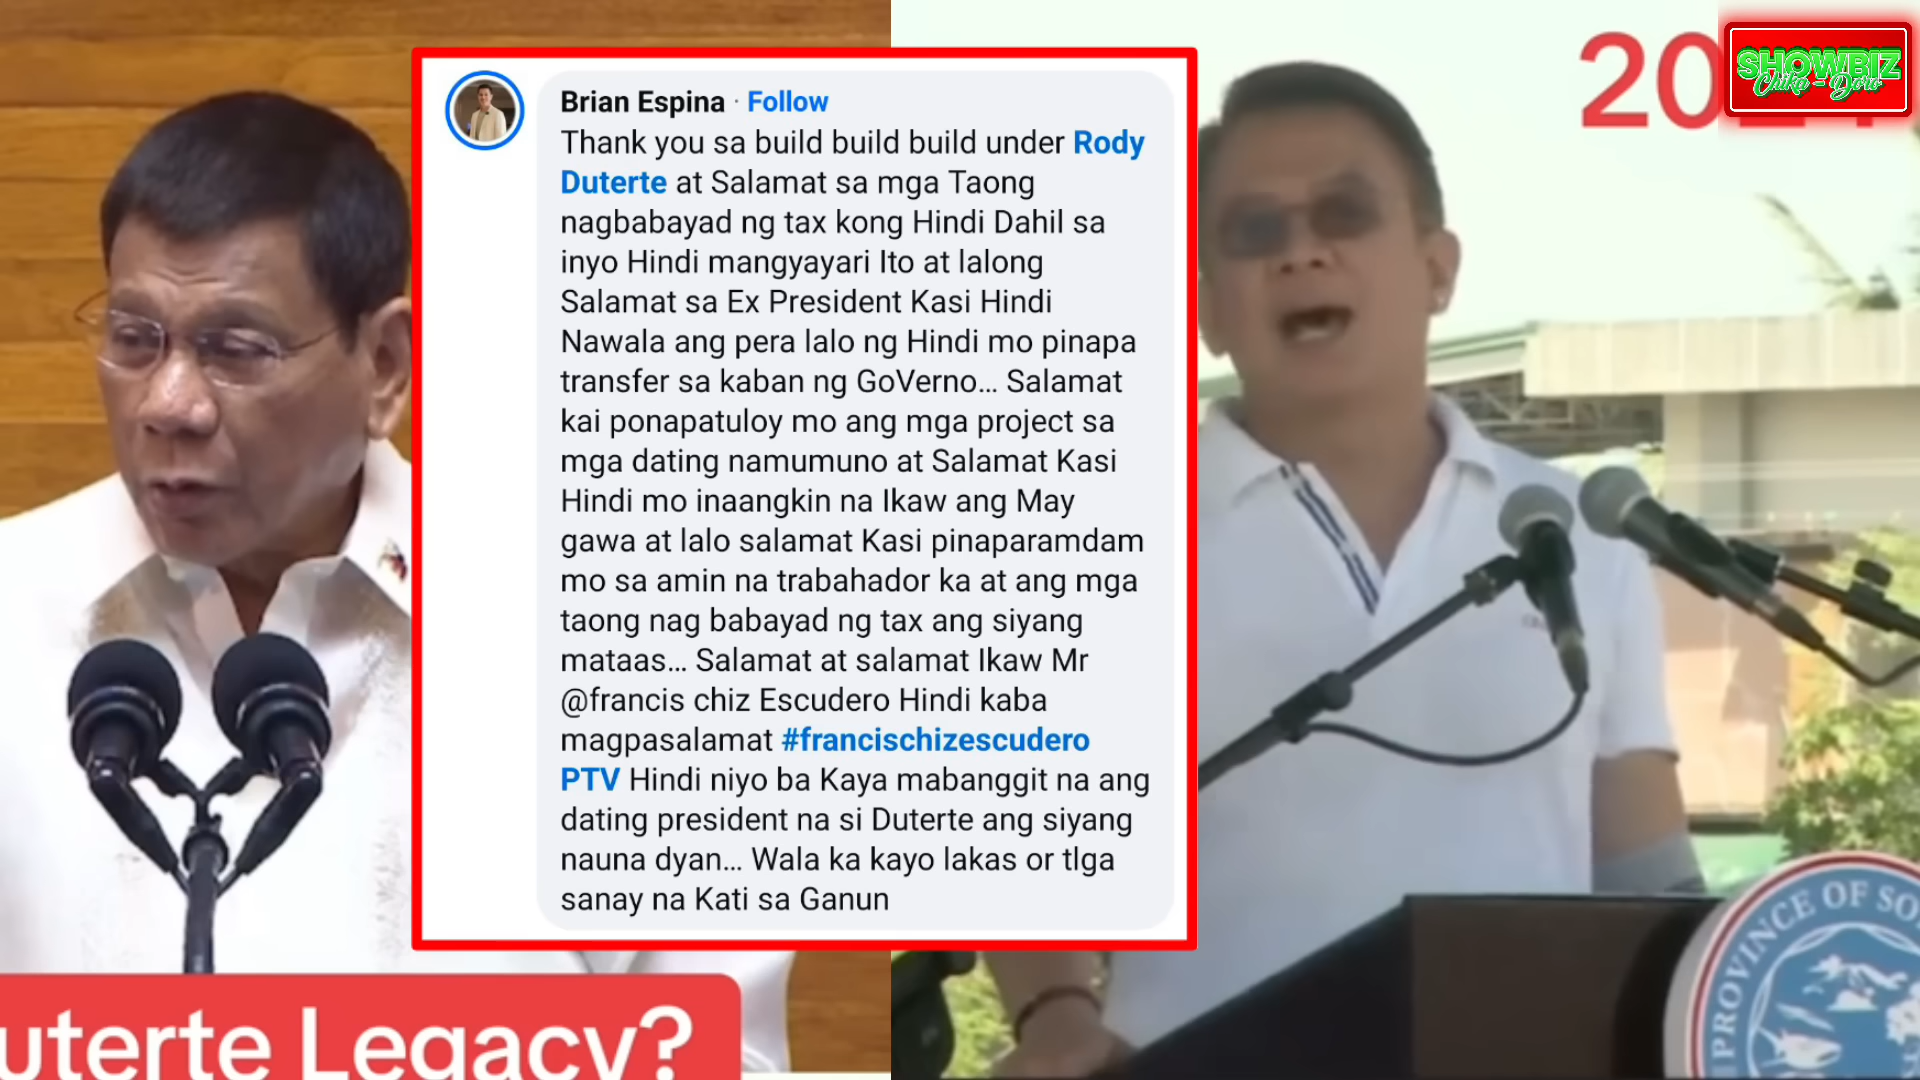 Brian Espina · Follow
Thank you sa build build build under Rody
Duterte at Salamat sa mga Taong
nagbabayad ng tax kong Hindi Dahil sa
inyo Hindi mangyayari Ito at lalong
Salamat sa Ex President Kasi Hindi
Nawala ang pera lalo ng Hindi mo pinapa
transfer sa kaban ng GoVerno... Salamat
kai ponapatuloy mo ang mga project sa
mga dating namumuno at Salamat Kasi
Hindi mo inaangkin na Ikaw ang May
gawa at lalo salamat Kasi pinaparamdam
mo sa amin na trabahador ka at ang mga
taong nag babayad ng tax ang siyang
mataas... Salamat at salamat Ikaw Mr
@francis chiz Escudero Hindi kaba
magpasalamat #francischizescudero
PTV Hindi niyo ba Kaya mabanggit na ang
dating president na si Duterte ang siyang
nauna dyan... Wala ka kayo lakas or tlga
sanay na Kati sa Ganun
uterte Legacy?
20
SHOWBIZ
Chika - Doro
PROVINCE OF SO